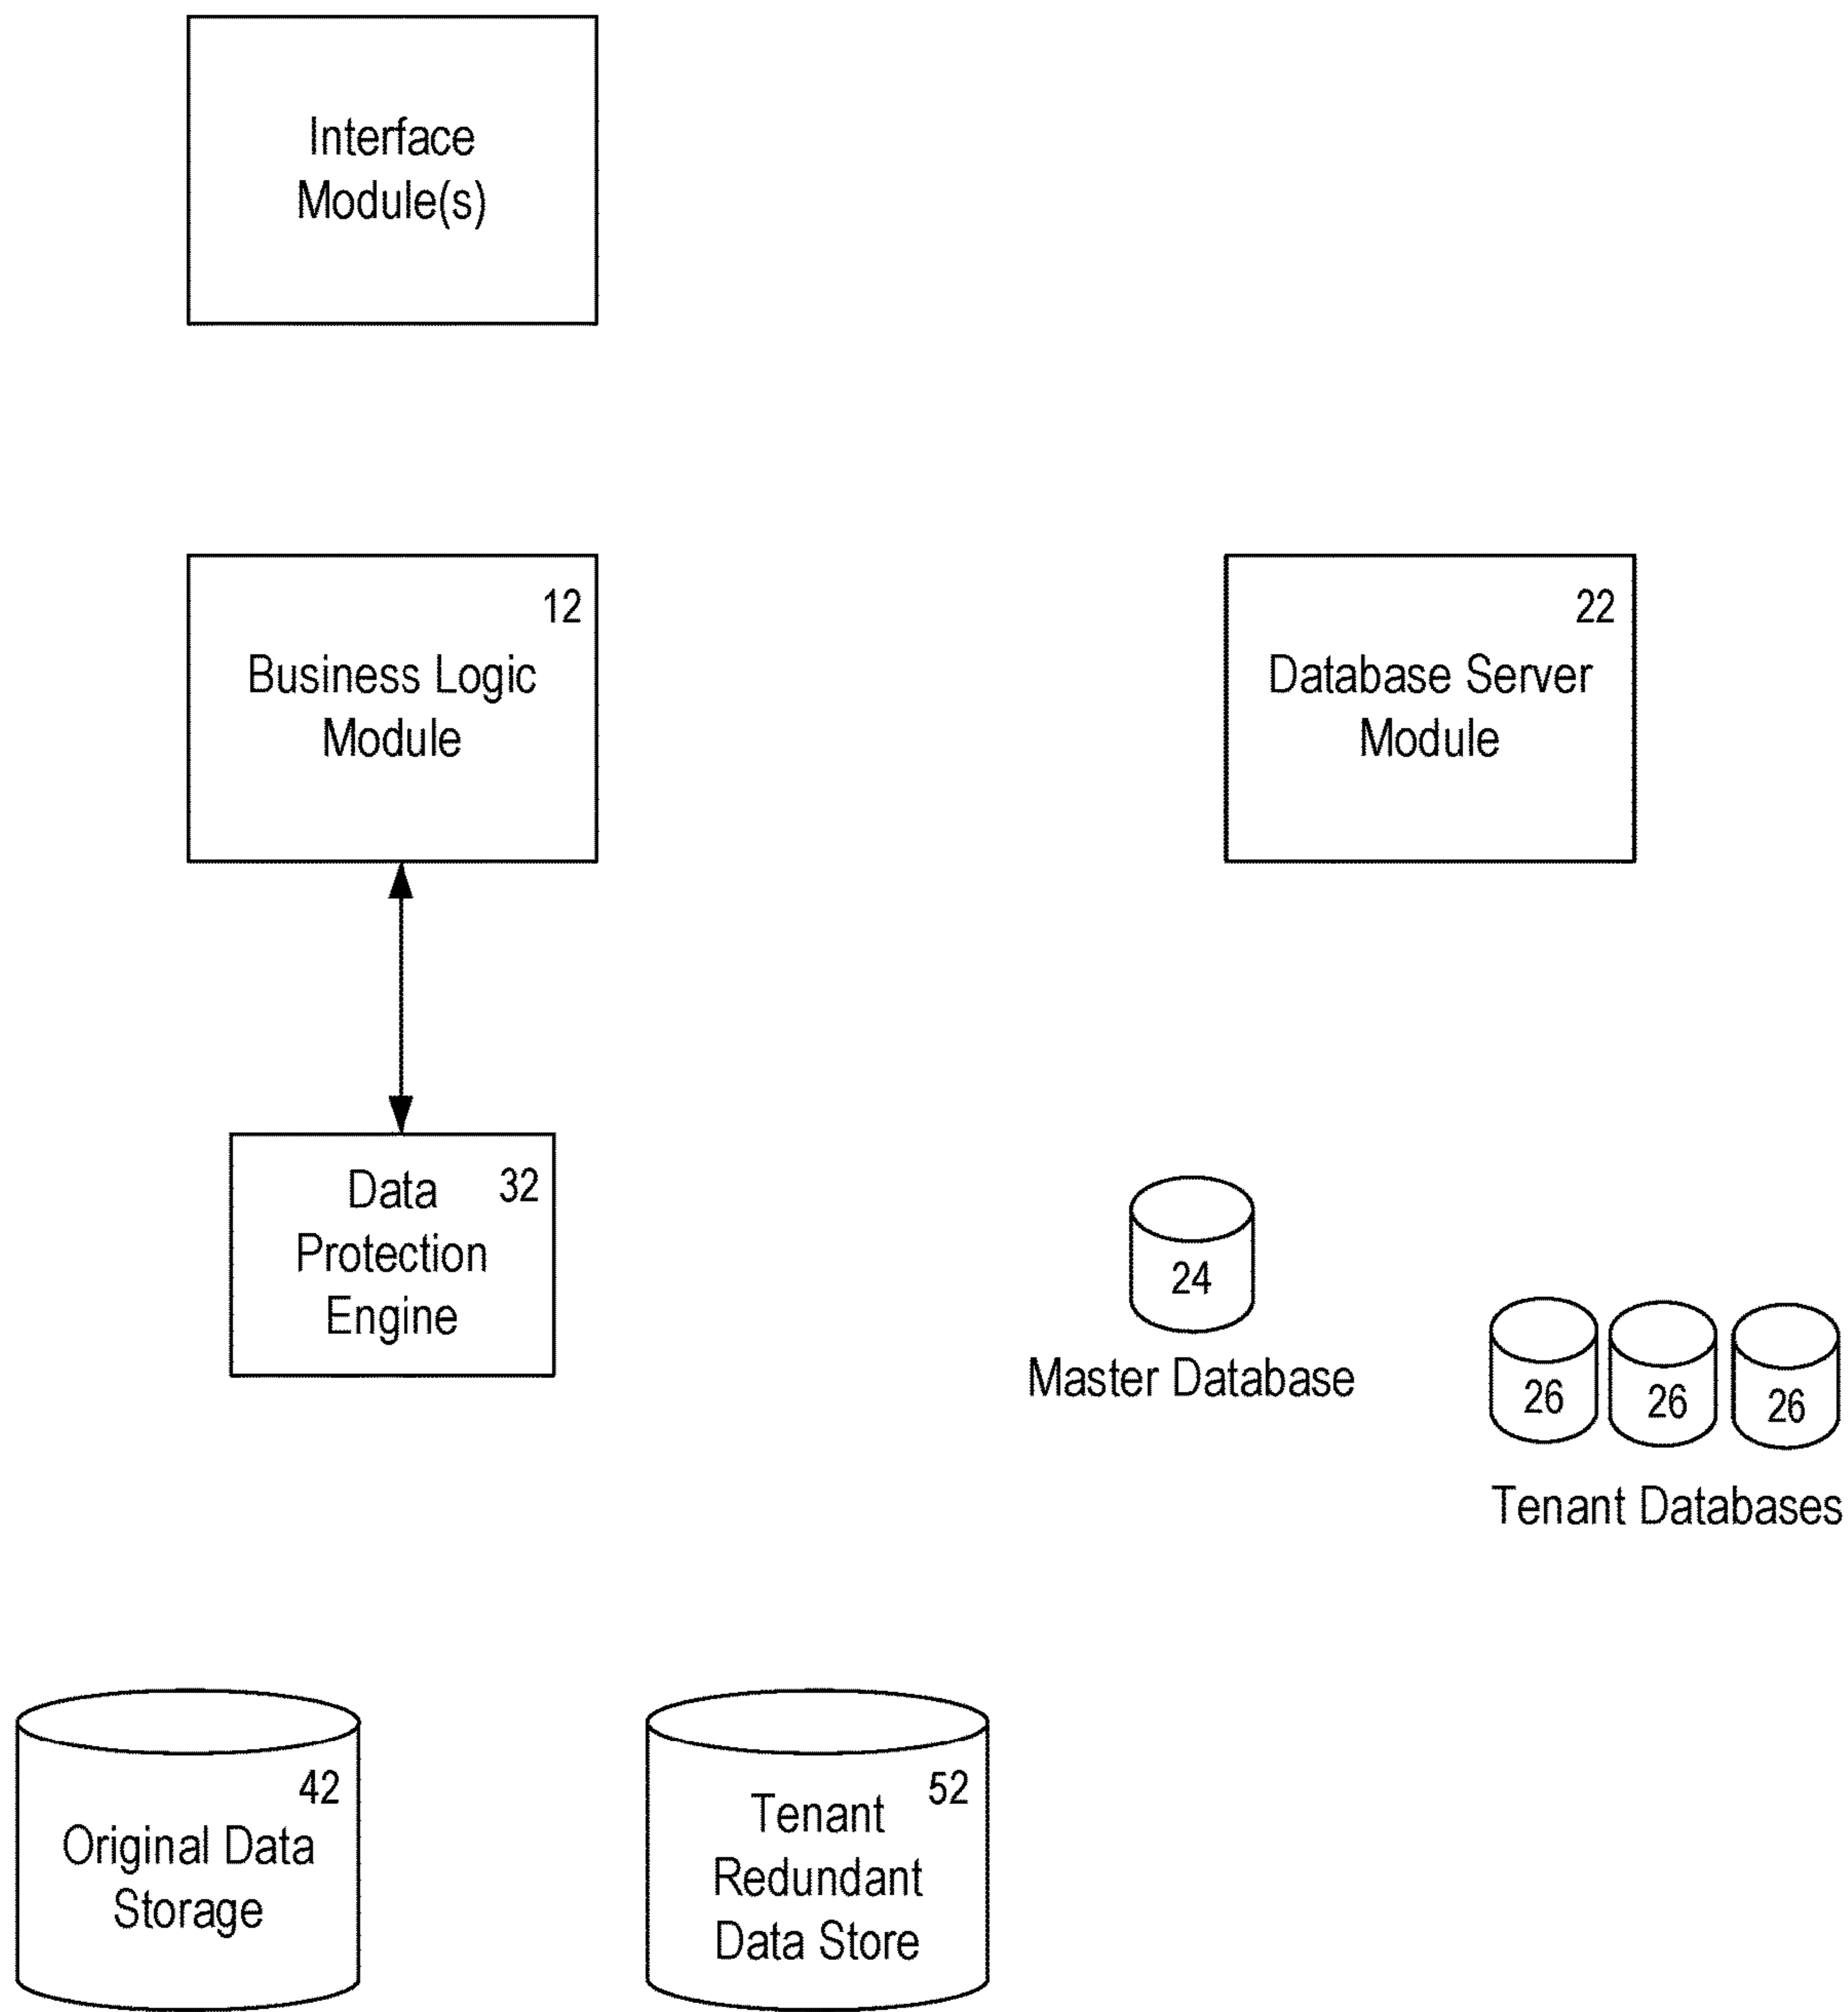 Interface
Module(s)
12
Business Logic
Module
22
Database Server
Module
Data 32
Protection
Engine
24
Master Database
26 26 26
Tenant Databases
42
Original Data
Storage
52
Tenant
Redundant
Data Store